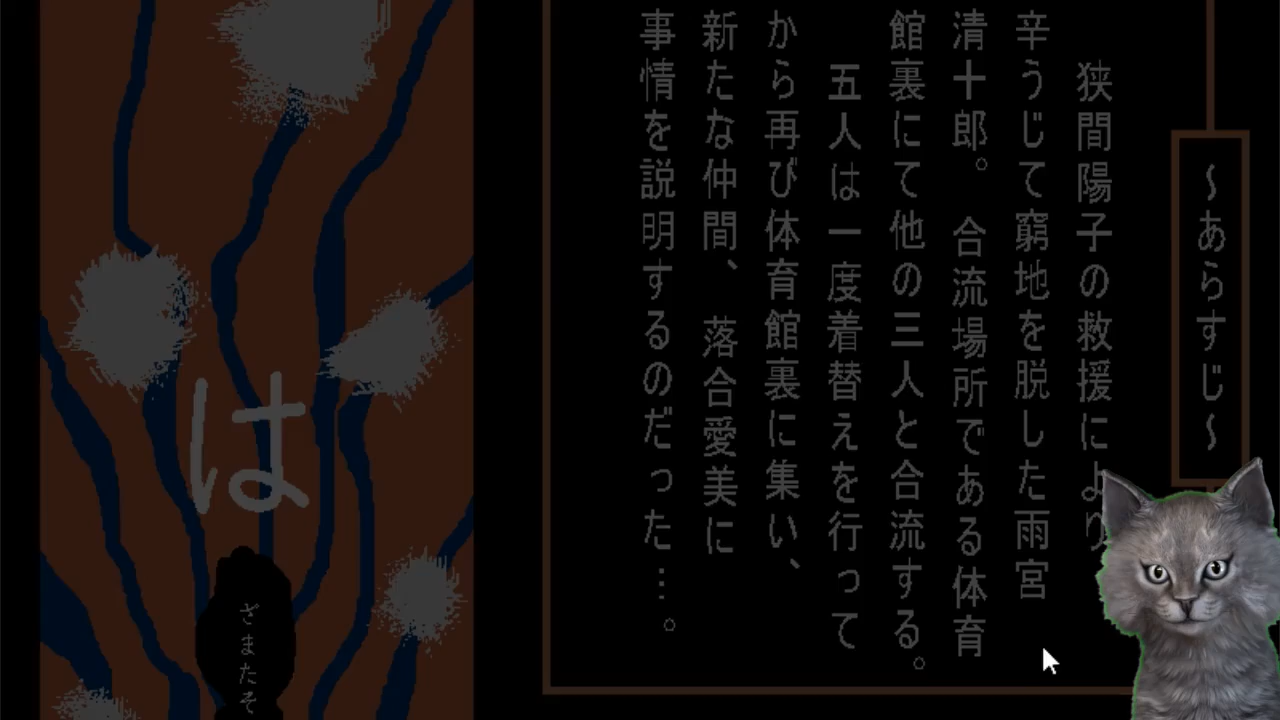 ～あらすじ～
狭間陽子の救援により
辛うじて窮地を脱した雨宮
清十郎。合流場所である体育
館裏にて他の三人と合流する。
五人は一度着替えを行って
から再び体育館裏に集い、
新たな仲間、落合愛美に
事情を説明するのだった…。
は
ざまたそ